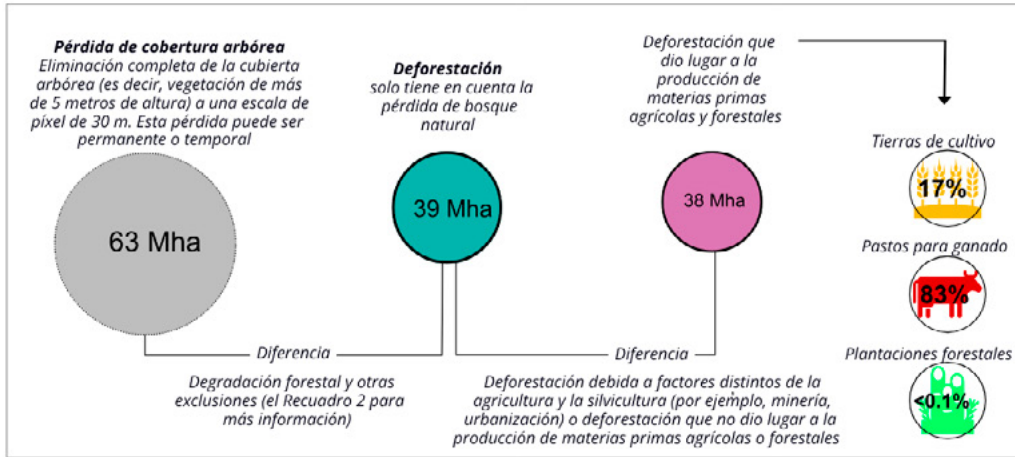 Pérdida de cobertura arbórea
Eliminación completa de la cubierta
arbórea (es decir, vegetación de más
de 5 metros de altura) a una escala de
píxel de 30 m. Esta pérdida puede ser
permanente o temporal
63 Mha
Deforestación
solo tiene en cuenta la
pérdida de bosque
natural
39 Mha
Deforestación que
dio lugar a la
producción de
materias primas
agrícolas y forestales
38 Mha
Tierras de cultivo
17%
Pastos para ganado
83%
Plantaciones forestales
<0.1%
Diferencia
Degradación forestal y otras
exclusiones (el Recuadro 2 para
más información)
Diferencia
Deforestación debida a factores distintos de la
agricultura y la silvicultura (por ejemplo, minería,
urbanización) o deforestación que no dio lugar a la
producción de materias primas agrícolas o forestales